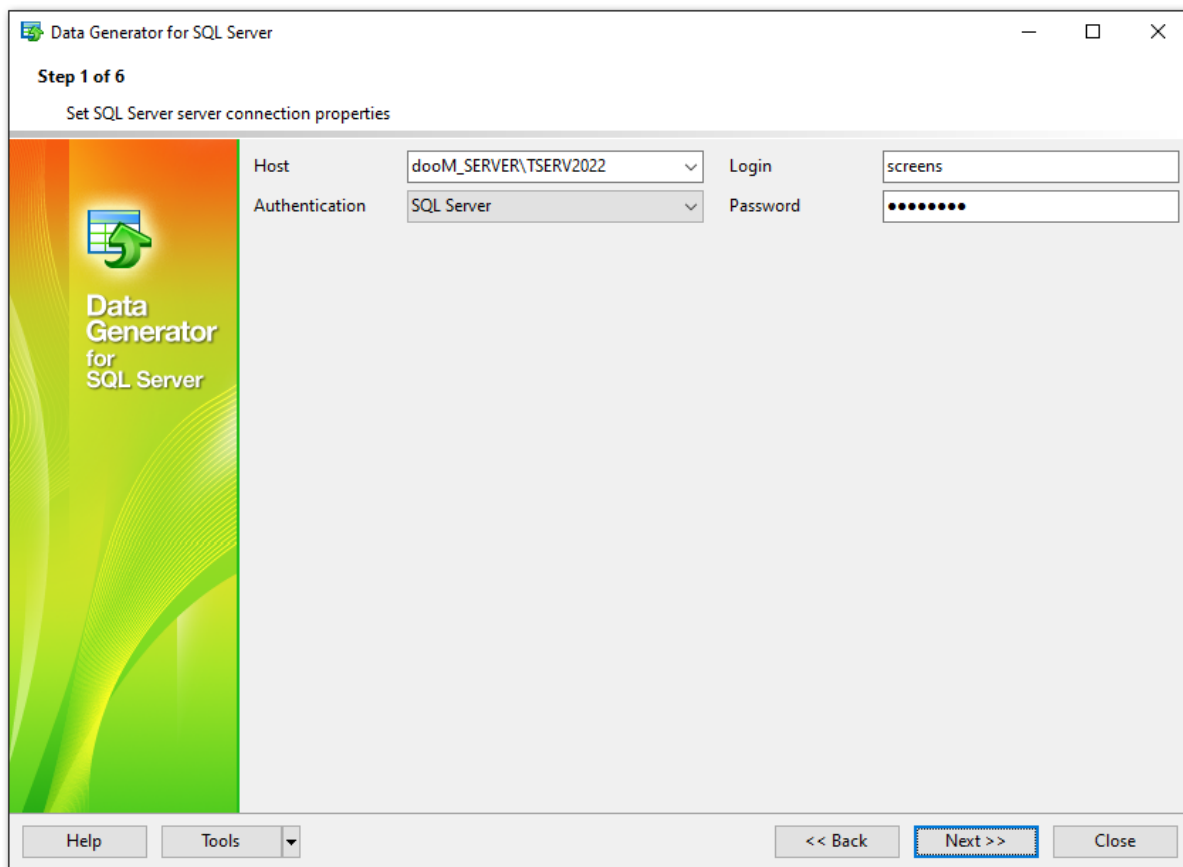 Data Generator for SQL Server
Step 1 of 6
Set SQL Server server connection properties
Host dooM_SERVER\TSERV2022 Login screens
Authentication SQL Server Password ●●●●●●●●
Data
Generator
for
SQL Server
Help Tools << Back Next >> Close